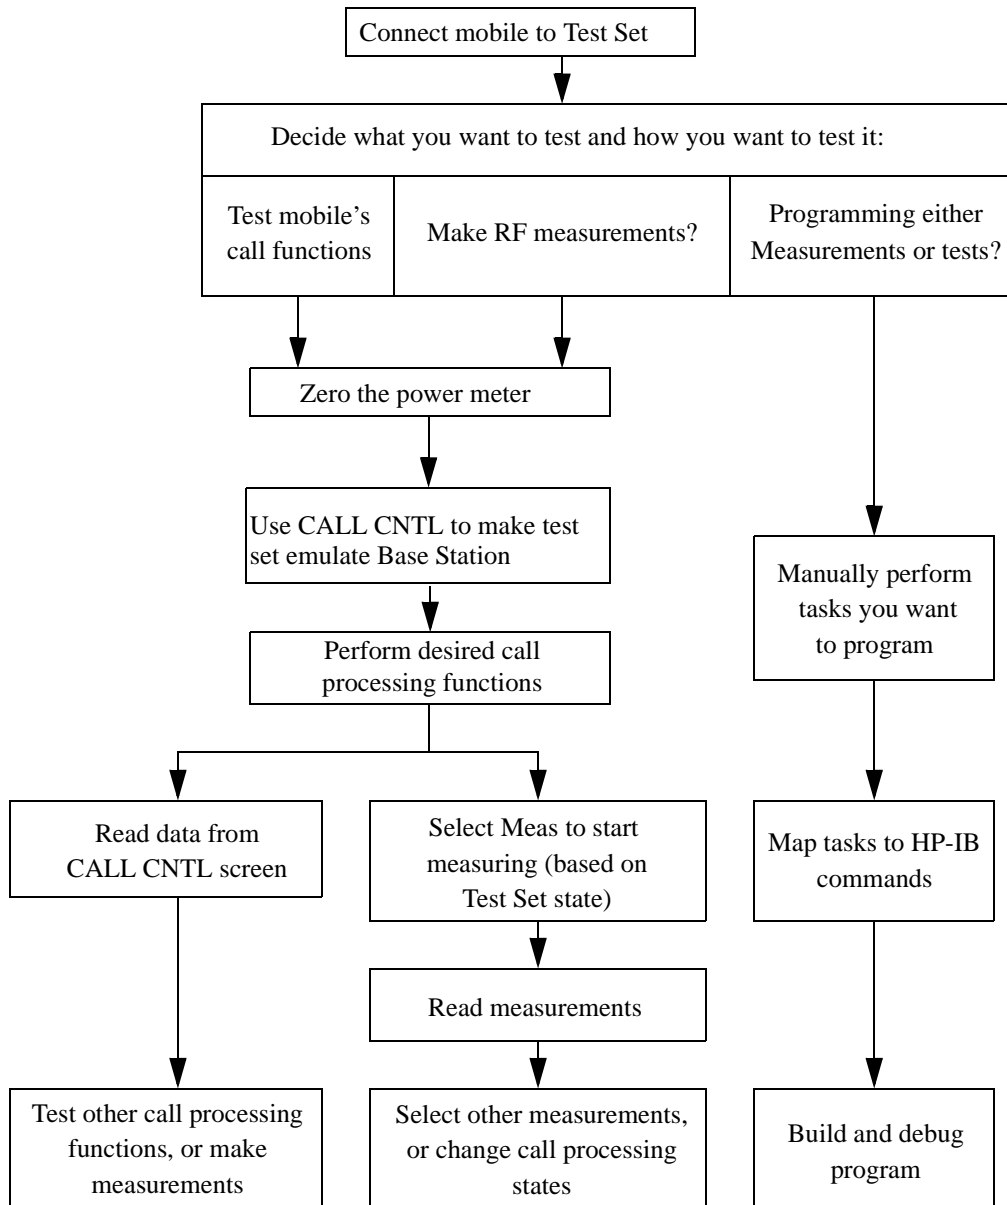 Connect mobile to Test Set
Decide what you want to test and how you want to test it:
Test mobile’s
call functions
Make RF measurements?
Programming either
Measurements or tests?
Zero the power meter
Use CALL CNTL to make test
set emulate Base Station
Perform desired call
processing functions
Manually perform
tasks you want
to program
Read data from
CALL CNTL screen
Select Meas to start
measuring (based on
Test Set state)
Map tasks to HP-IB
commands
Read measurements
Test other call processing
functions, or make
measurements
Select other measurements,
or change call processing
states
Build and debug
program